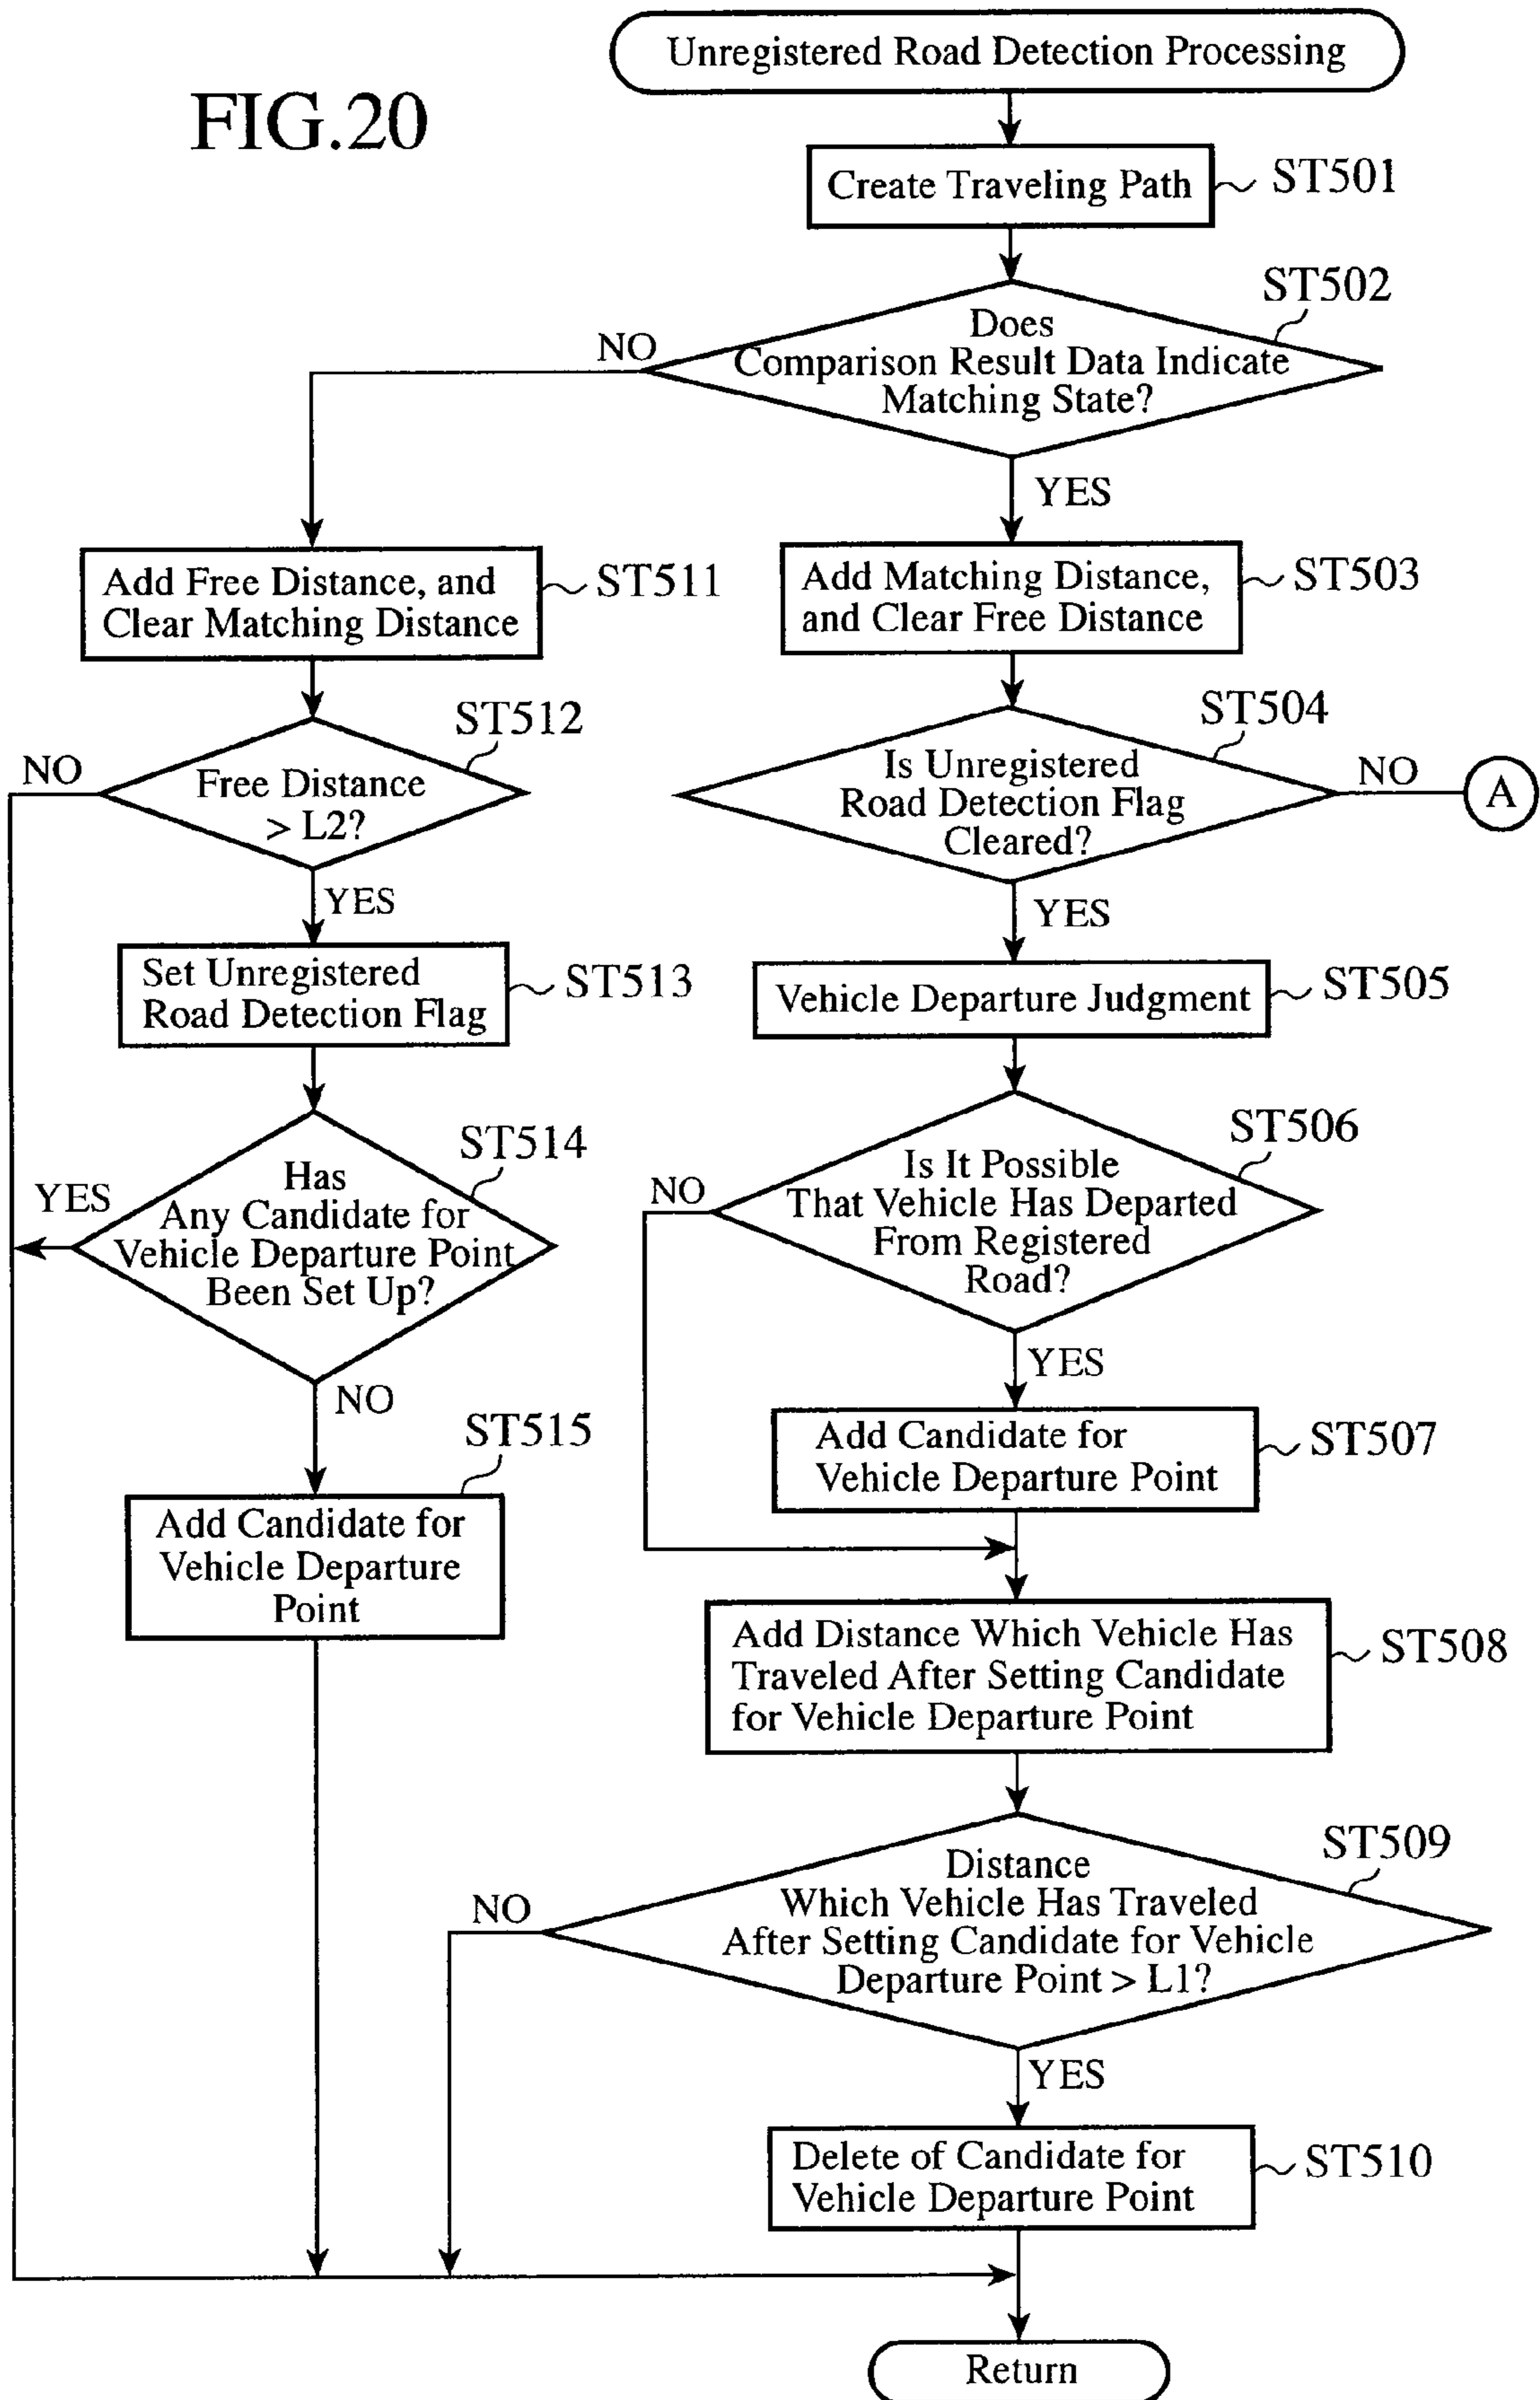 FIG.20
Unregistered Road Detection Processing
Create Traveling Path
ST501
ST502
Does
Comparison Result Data Indicate
Matching State?
NO
YES
Add Free Distance, and
Clear Matching Distance
ST511
Add Matching Distance,
and Clear Free Distance
ST503
ST512
Free Distance
> L2?
NO
YES
ST504
Is Unregistered
Road Detection Flag
Cleared?
NO
A
YES
Set Unregistered
Road Detection Flag
ST513
Vehicle Departure Judgment
ST505
ST514
Has
Any Candidate for
Vehicle Departure Point
Been Set Up?
YES
NO
ST506
Is It Possible
That Vehicle Has Departed
From Registered
Road?
NO
YES
ST515
Add Candidate for
Vehicle Departure
Point
Add Candidate for
Vehicle Departure Point
ST507
Add Distance Which Vehicle Has
Traveled After Setting Candidate
for Vehicle Departure Point
ST508
ST509
Distance
Which Vehicle Has Traveled
After Setting Candidate for Vehicle
Departure Point > L1?
NO
YES
Delete of Candidate for
Vehicle Departure Point
ST510
Return